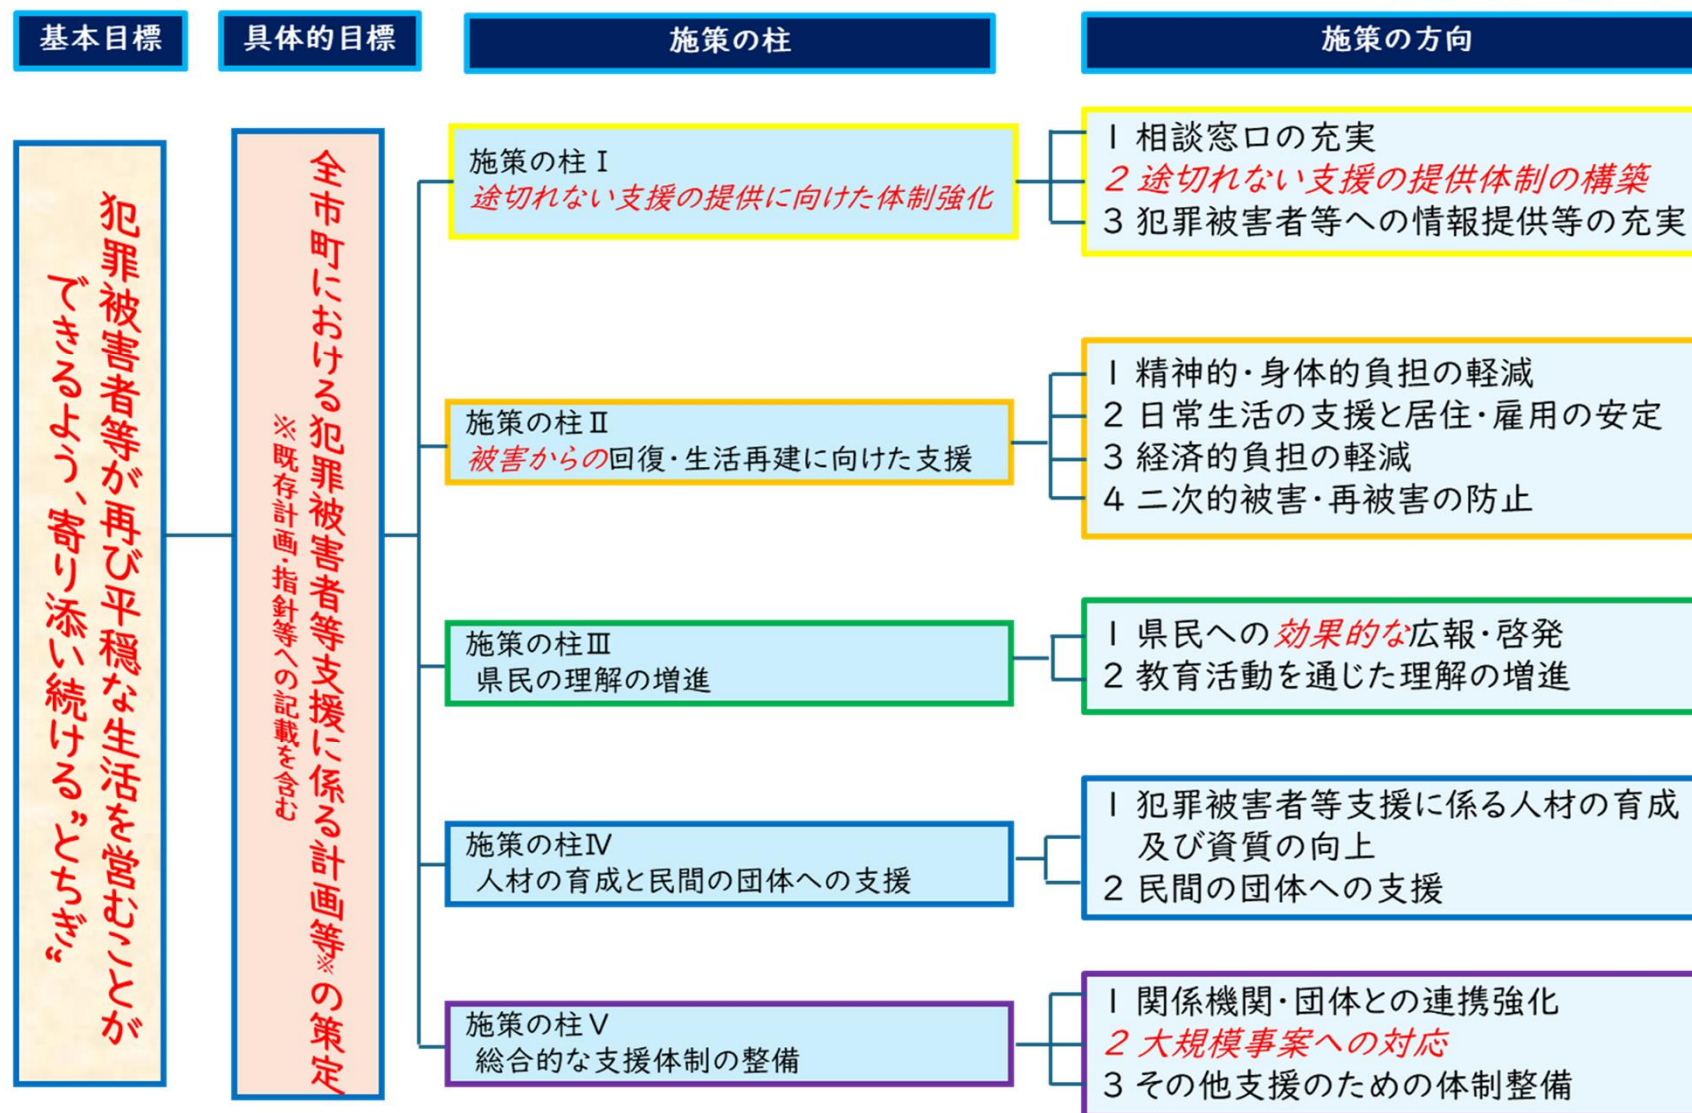 基本目標
具体的目標
施策の柱
施策の方向
犯罪被害者等が再び平穏な生活を営むことが
できるよう、寄り添い続ける”とちぎ“
全市町における犯罪被害者等支援に係る計画等※の策定
※既存計画・指針等への記載を含む
施策の柱Ⅰ
途切れない支援の提供に向けた体制強化
1 相談窓口の充実
2 途切れない支援の提供体制の構築
3 犯罪被害者等への情報提供等の充実
施策の柱Ⅱ
被害からの回復・生活再建に向けた支援
1 精神的・身体的負担の軽減
2 日常生活の支援と居住・雇用の安定
3 経済的負担の軽減
4 二次的被害・再被害の防止
施策の柱Ⅲ
県民の理解の増進
1 県民への効果的な広報・啓発
2 教育活動を通じた理解の増進
施策の柱Ⅳ
人材の育成と民間の団体への支援
1 犯罪被害者等支援に係る人材の育成
及び資質の向上
2 民間の団体への支援
施策の柱Ⅴ
総合的な支援体制の整備
1 関係機関・団体との連携強化
2 大規模事案への対応
3 その他支援のための体制整備